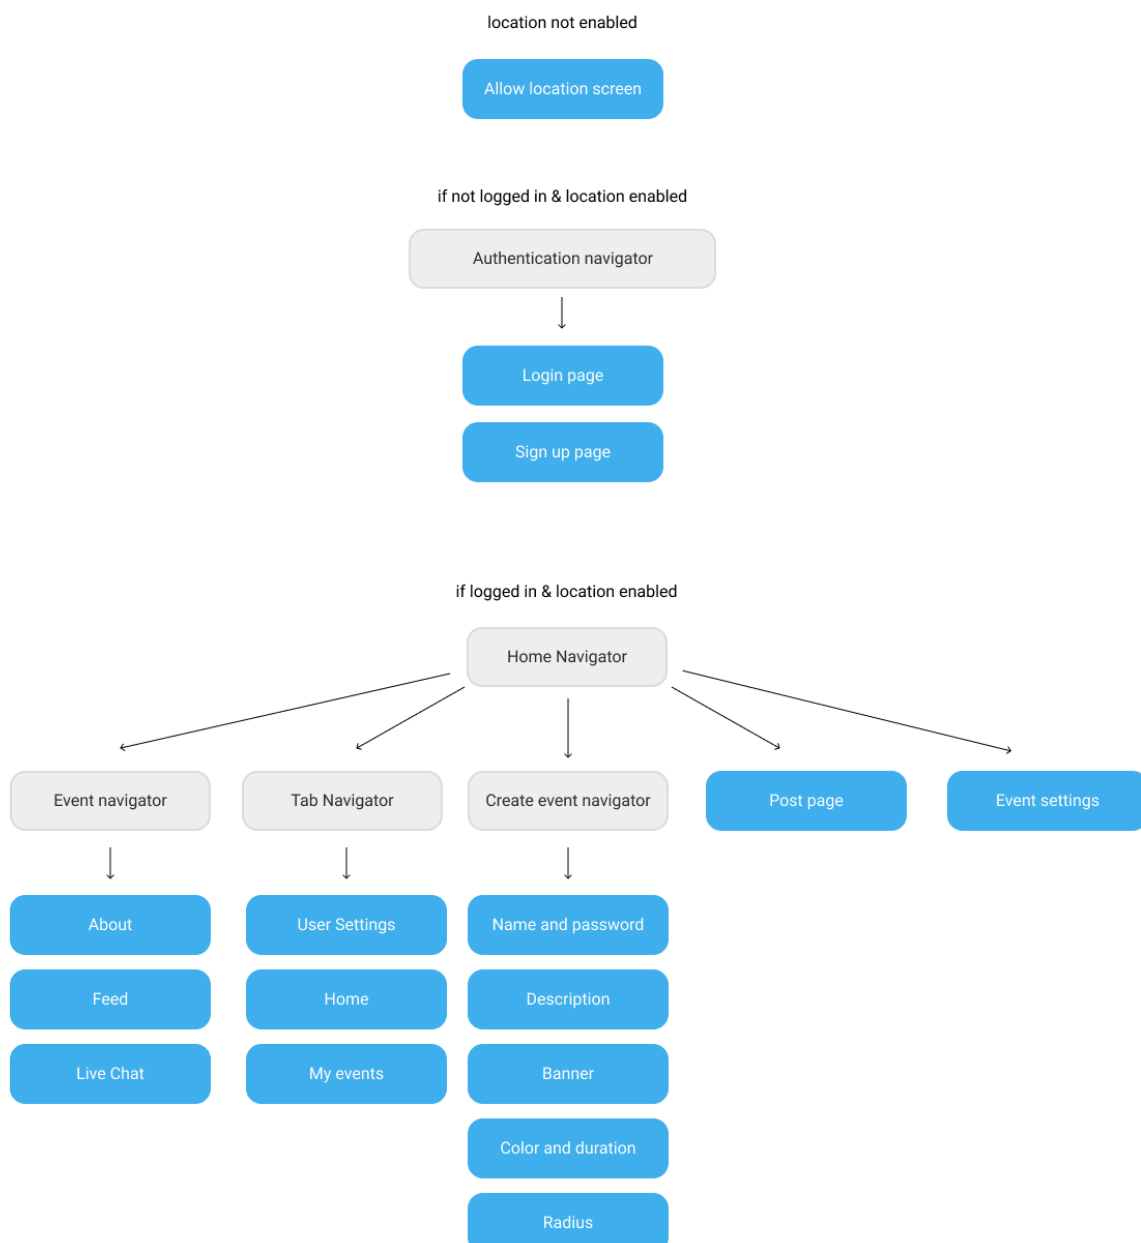 location not enabled
Allow location screen
if not logged in & location enabled
Authentication navigator
Login page
Sign up page
if logged in & location enabled
Home Navigator
Event navigator
Tab Navigator
Create event navigator
Post page
Event settings
About
User Settings
Name and password
Feed
Home
Description
Live Chat
My events
Banner
Color and duration
Radius